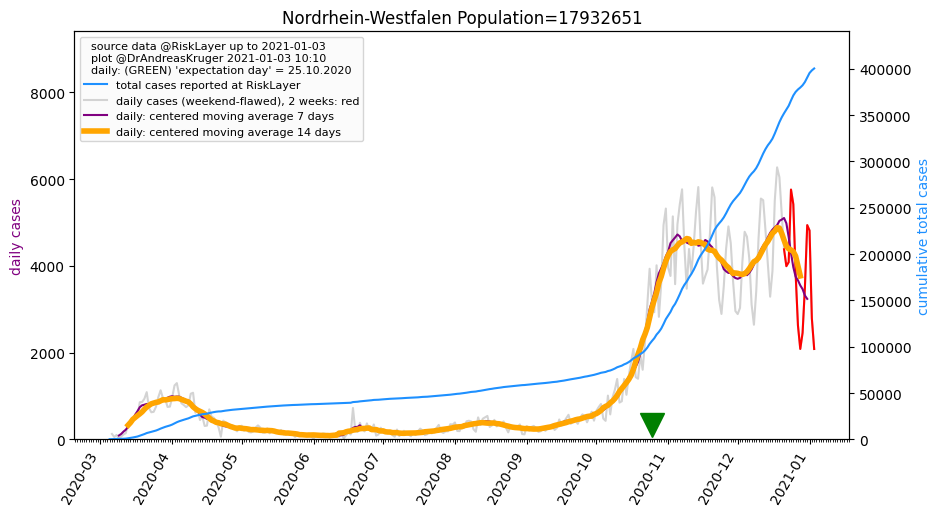 Nordrhein-Westfalen Population=17932651
source data @RiskLayer up to 2021-01-03
plot @DrAndreasKruger 2021-01-03 10:10
daily: (GREEN) 'expectation day' = 25.10.2020
total cases reported at RiskLayer
daily cases (weekend-flawed), 2 weeks: red
daily: centered moving average 7 days
daily: centered moving average 14 days
daily cases
8000
6000
4000
2000
0
cumulative total cases
400000
350000
300000
250000
200000
150000
100000
50000
0
2020-03
2020-04
2020-05
2020-06
2020-07
2020-08
2020-09
2020-10
2020-11
2020-12
2021-01